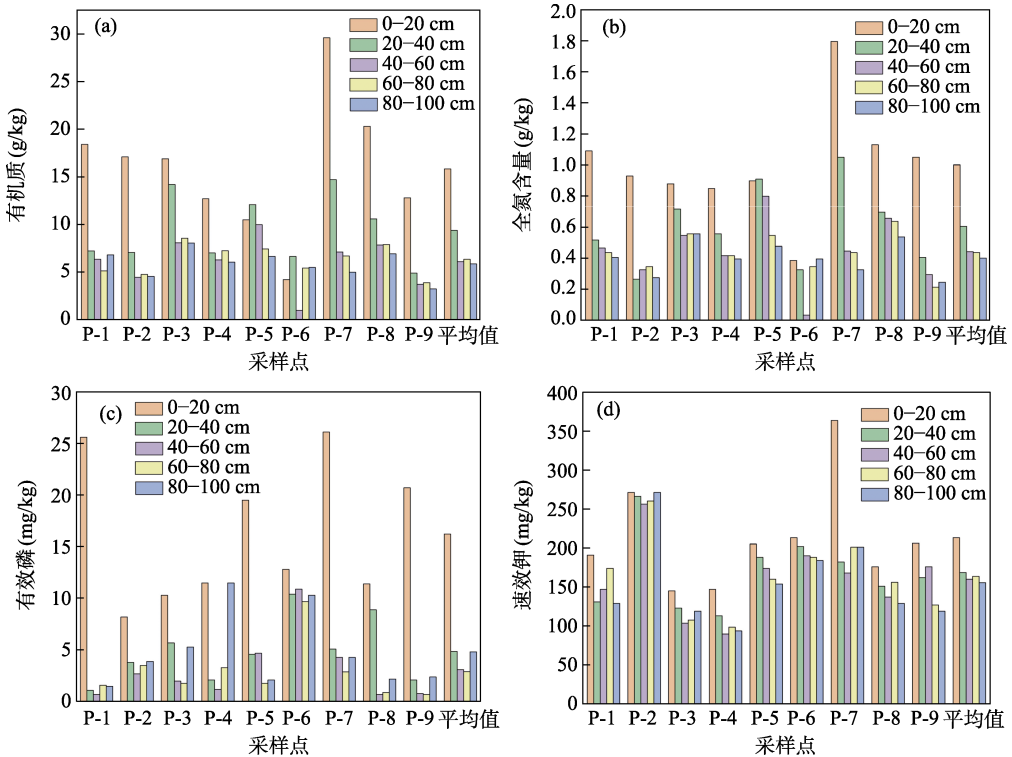 (a)
0−20 cm
20−40 cm
40−60 cm
60−80 cm
80−100 cm
30
25
20
15
10
5
0
有机质(g/kg)
P-1 P-2 P-3 P-4 P-5 P-6 P-7 P-8 P-9 平均值
采样点
(b)
0−20 cm
20−40 cm
40−60 cm
60−80 cm
80−100 cm
2.0
1.8
1.6
1.4
1.2
1.0
0.8
0.6
0.4
0.2
0.0
全氮含量(g/kg)
P-1 P-2 P-3 P-4 P-5 P-6 P-7 P-8 P-9 平均值
采样点
(c)
0−20 cm
20−40 cm
40−60 cm
60−80 cm
80−100 cm
30
25
20
15
10
5
0
有效磷(mg/kg)
P-1 P-2 P-3 P-4 P-5 P-6 P-7 P-8 P-9 平均值
采样点
(d)
0−20 cm
20−40 cm
40−60 cm
60−80 cm
80−100 cm
400
350
300
250
200
150
100
50
0
速效钾(mg/kg)
P-1 P-2 P-3 P-4 P-5 P-6 P-7 P-8 P-9 平均值
采样点